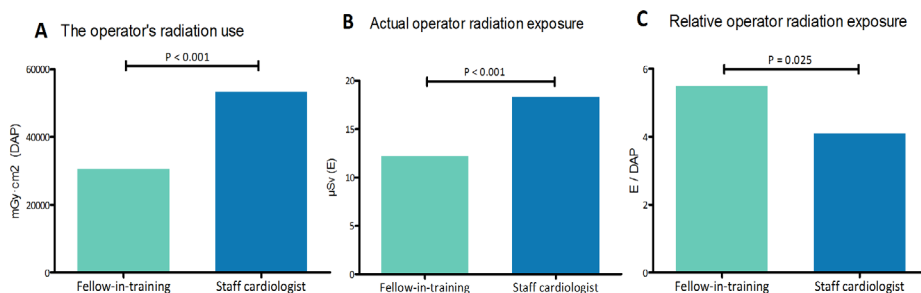 A The operator's radiation use
P < 0.001
60000
40000
20000
0
mGy·cm2 (DAP)
Fellow-in-training Staff cardiologist
B Actual operator radiation exposure
P < 0.001
20
15
10
5
0
µSv (E)
Fellow-in-training Staff cardiologist
C Relative operator radiation exposure
P = 0.025
6
4
2
0
E / DAP
Fellow-in-training Staff cardiologist